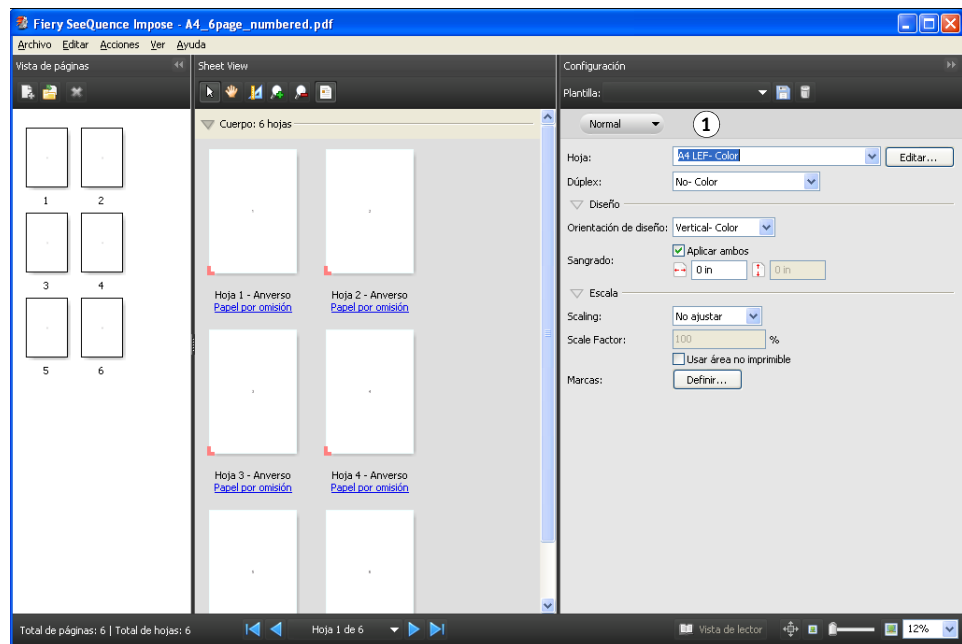 Fiery SeeQuence Impose - A4_6page_numbered.pdf
Archivo Editar Acciones Ver Ayuda
Vista de páginas
1 2
3 4
5 6
Sheet View
Cuerpo: 6 hojas
Hoja 1 - Anverso Hoja 2 - Anverso
Papel por omisión Papel por omisión
Hoja 3 - Anverso Hoja 4 - Anverso
Papel por omisión Papel por omisión
Configuración
Plantilla:
Normal 1
Hoja: A4 LEF- Color Editar...
Dúplex: No- Color
Diseño
Orientación de diseño: Vertical- Color
Sangrado: Aplicar ambos
0 in 0 in
Escala
Scaling: No ajustar
Scale Factor: 100 %
Usar área no imprimible
Marcas: Definir...
Total de páginas: 6 | Total de hojas: 6 Hoja 1 de 6 Vista de lector 12%